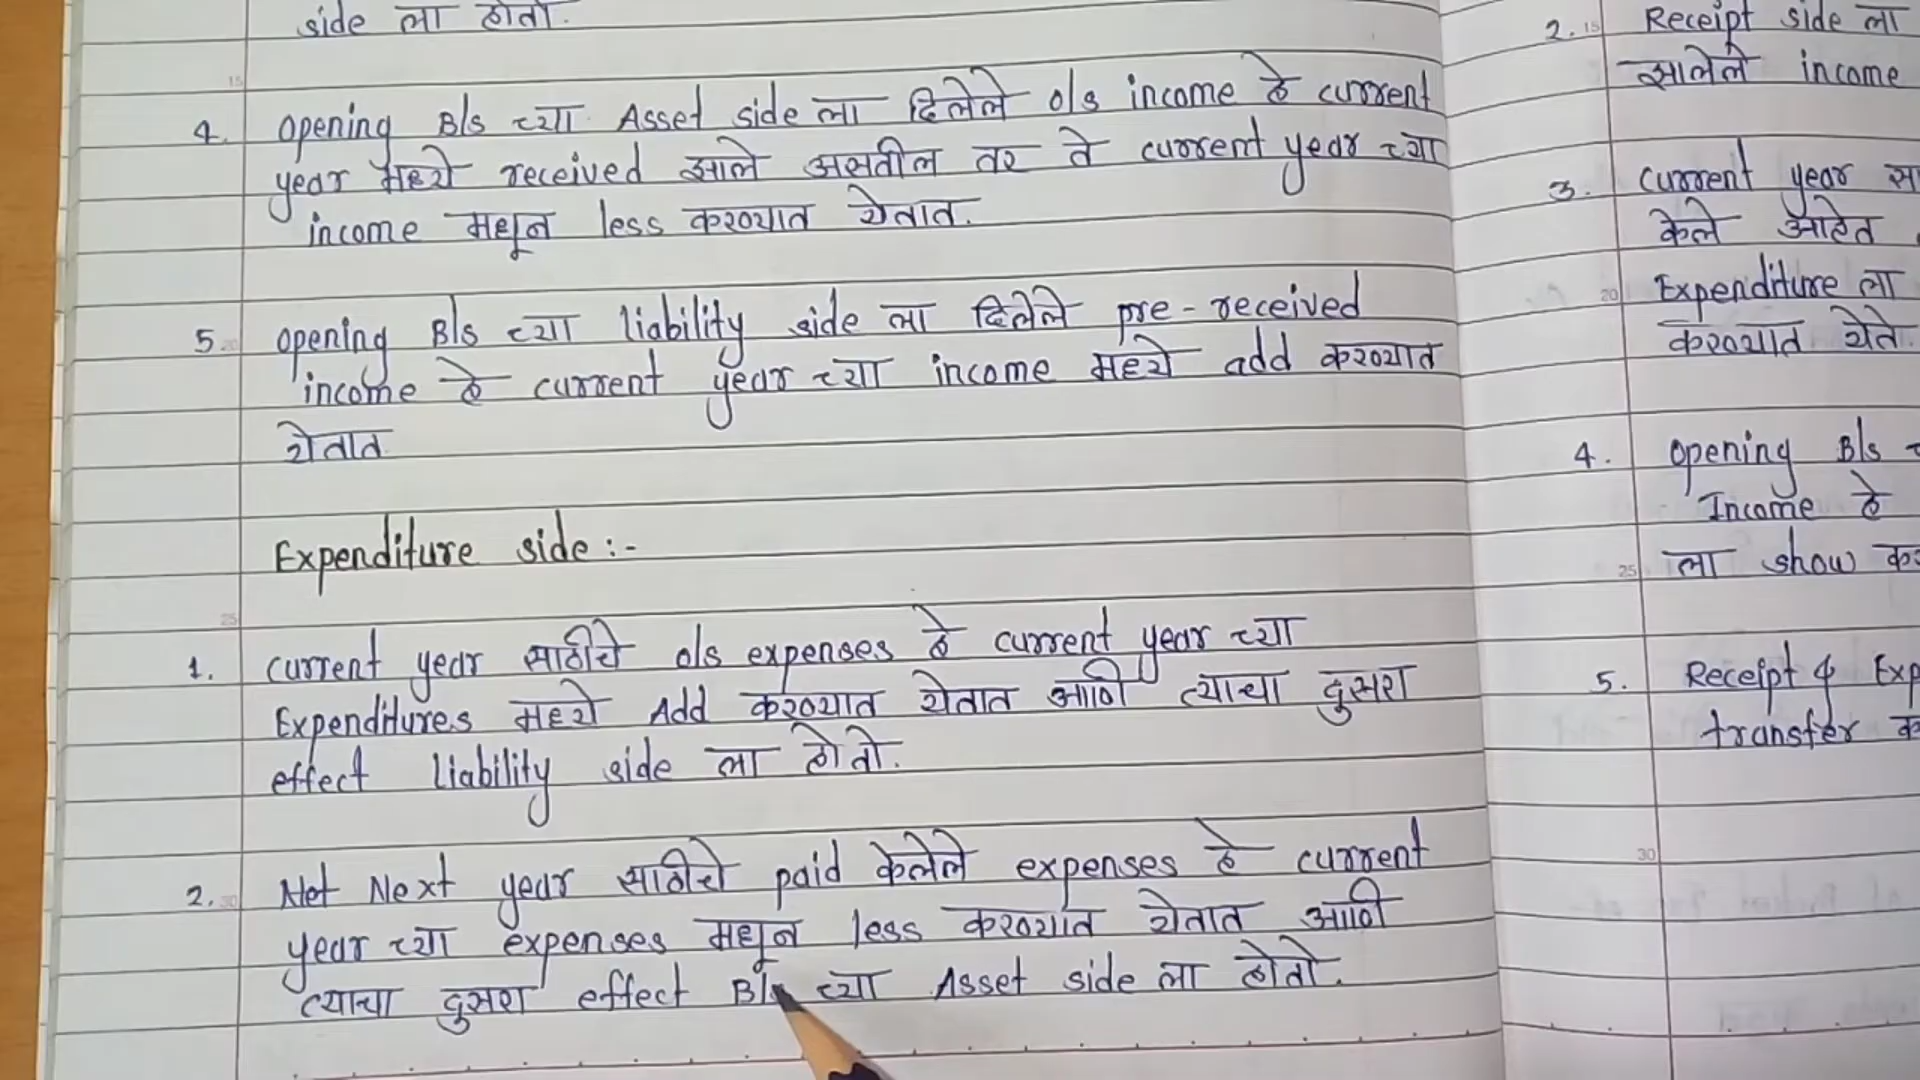 side ला होतो.
4. opening B/s च्या Asset side ला दिलेले o/s income हे current
year मध्ये received झाले असतील तर ते current year च्या
income मधून less करण्यात येतात.
5. opening B/s च्या liability side ला दिलेले pre-received
income हे current year च्या income मध्ये add करण्यात
येतात
Expenditure side :-
1. current year साठीचे o/s expenses हे current year च्या
Expenditures मध्ये Add करण्यात येतात आणि त्याचा दुसरा
effect liability side ला होतो.
2. Net Next year साठीचे paid केलेले expenses हे current
year च्या expenses मधून less करण्यात येतात आणि
त्याचा दुसरा effect B/s च्या Asset side ला होतो.
2. Receipt side ला
झालेले income
3. current year सा
केले आहेत
Expenditure ला
करण्यात येते.
4. opening B/s
Income हे
ला show क
5. Receipt & Exp
transfer क